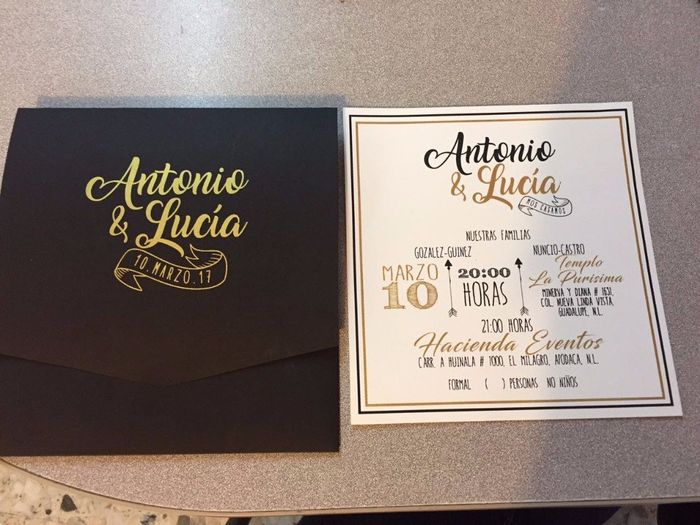 Antonio
& Lucía
10.MARZO.17
Antonio
& Lucía
NOS CASAMOS
NUESTRAS FAMILIAS
GOZALEZ-GUINEZ
NUNCIO-CASTRO
MARZO
10
20:00
HORAS
Templo
La Purisima
MINERVA Y DIANA # 1631,
COL. NUEVA LINDA VISTA,
GUADALUPE, N.L.
21:00 HORAS
Hacienda Eventos
CARR. A HUINALA # 1000, EL MILAGRO, APODACA, N.L.
FORMAL ( ) PERSONAS NO NIÑOS